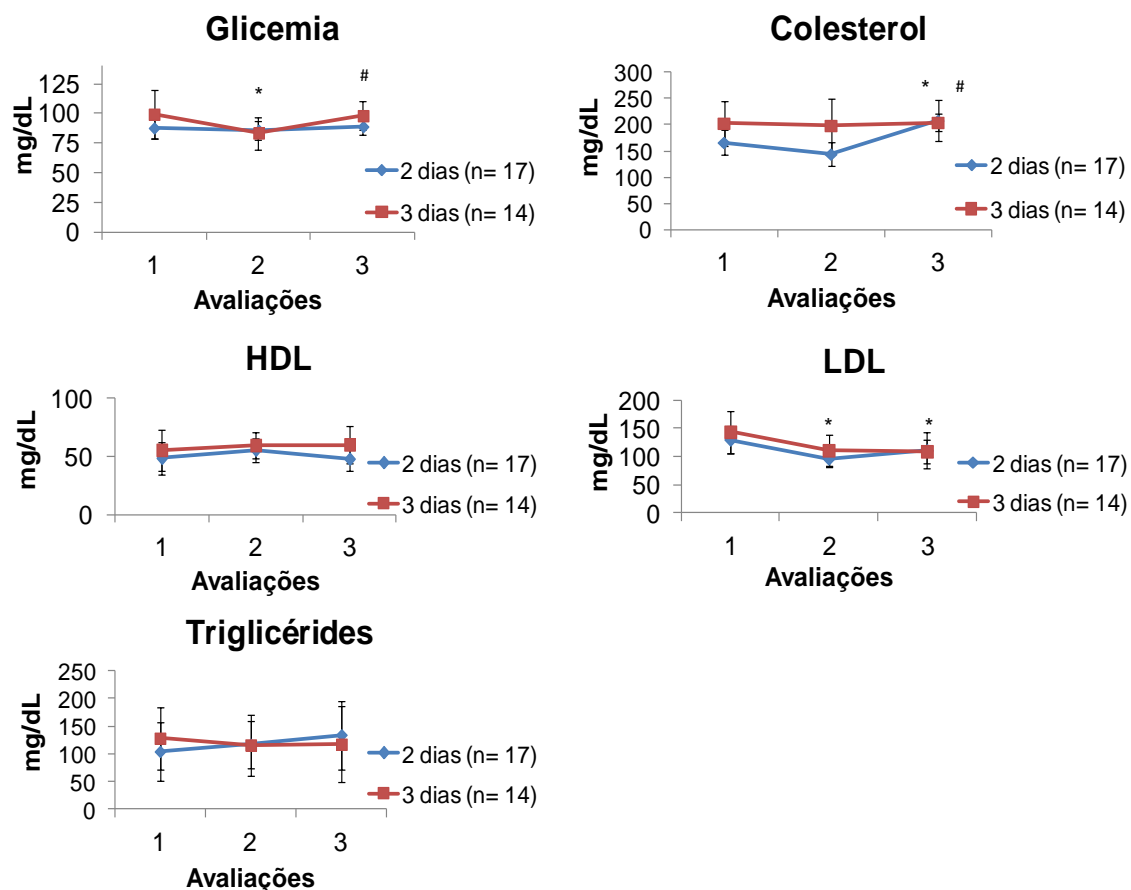 Glicemia
125
100
75
50
25
0
mg/dL
*
#
1 2 3
Avaliações
2 dias (n= 17)
3 dias (n= 14)
Colesterol
300
250
200
150
100
50
0
mg/dL
* #
1 2 3
Avaliações
2 dias (n= 17)
3 dias (n= 14)
HDL
100
50
0
mg/dL
1 2 3
Avaliações
2 dias (n= 17)
3 dias (n= 14)
LDL
200
150
100
50
0
mg/dL
* *
1 2 3
Avaliações
2 dias (n= 17)
3 dias (n= 14)
Triglicérides
250
200
150
100
50
0
mg/dL
1 2 3
Avaliações
2 dias (n= 17)
3 dias (n= 14)